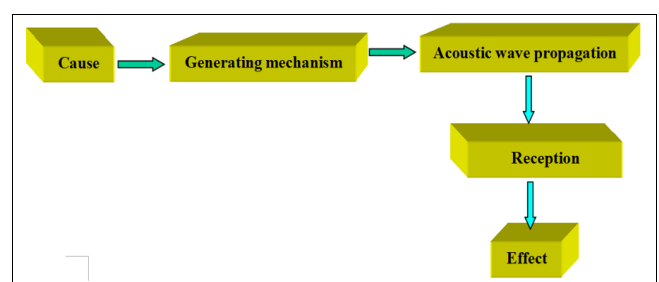 Cause
Generating mechanism
Acoustic wave propagation
Reception
Effect